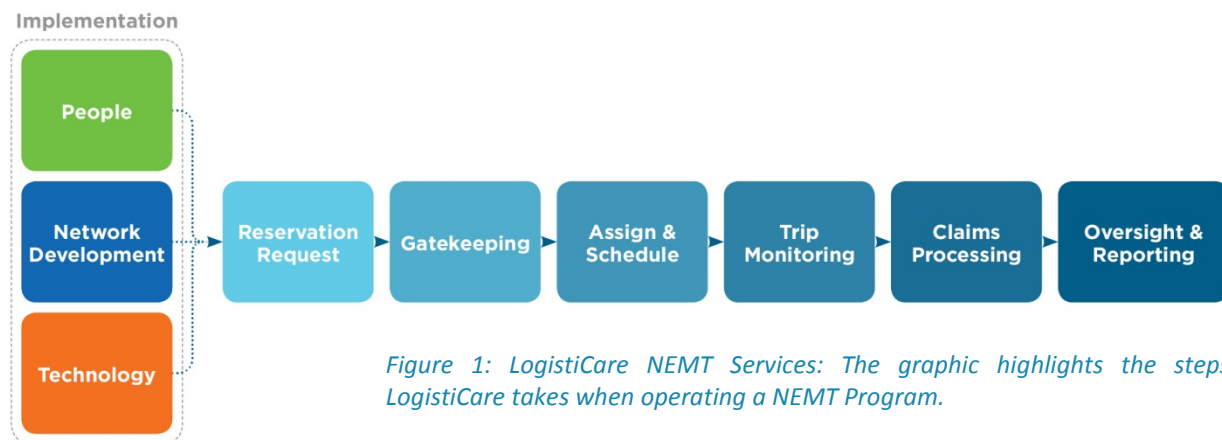 Implementation
People
Network
Development
Technology
Reservation
Request
Gatekeeping
Assign &
Schedule
Trip
Monitoring
Claims
Processing
Oversight &
Reporting
Figure 1: LogistiCare NEMT Services: The graphic highlights the steps
LogistiCare takes when operating a NEMT Program.